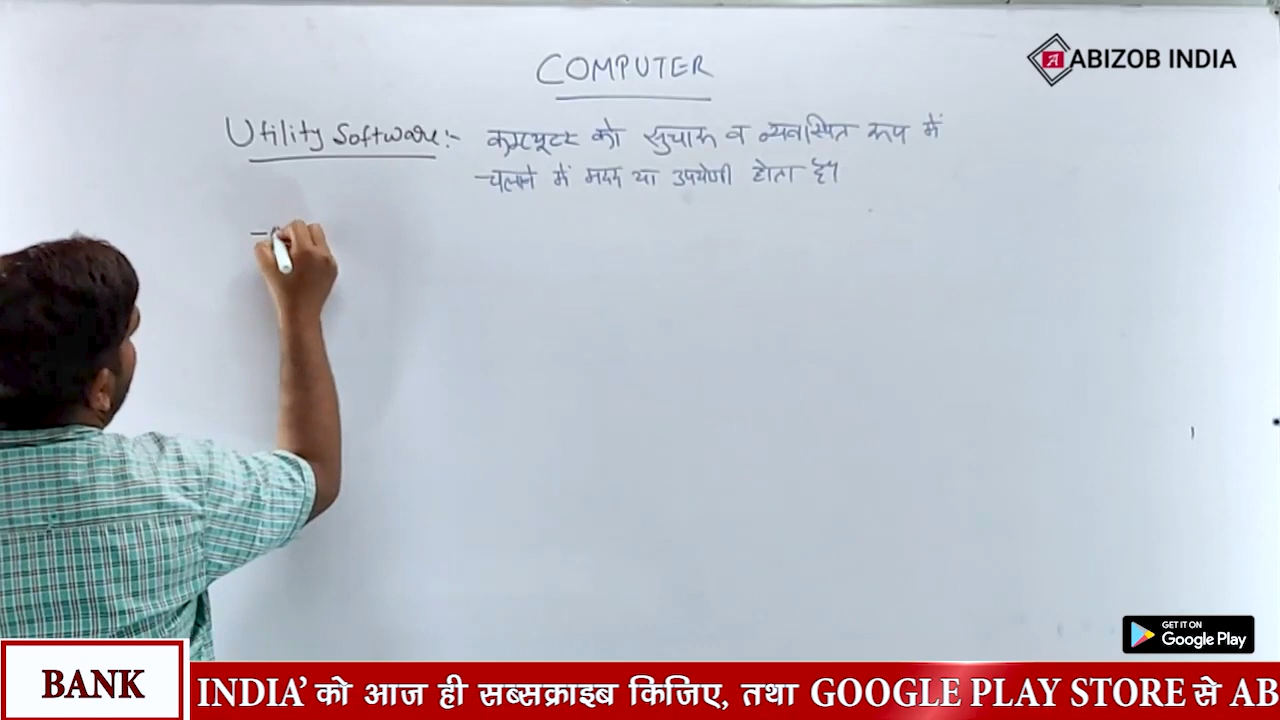 COMPUTER
ABIZOB INDIA
Utility Software:- कम्प्यूटर को सुचारू व व्यवस्थित रूप में
चलाने में मदद या उपयोगी होता है।
GET IT ON
Google Play
BANK
INDIA' को आज ही सब्सक्राइब किजिए, तथा GOOGLE PLAY STORE से AB